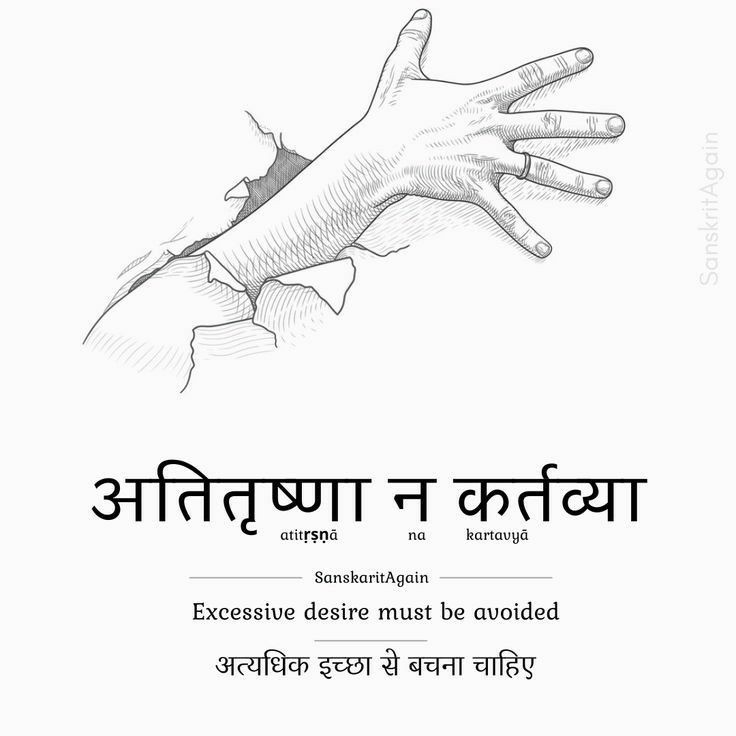 SanskritAgain
अतितृष्णा न कर्तव्या
atitṛṣṇā na kartavyā
SanskaritAgain
Excessive desire must be avoided
अत्यधिक इच्छा से बचना चाहिए